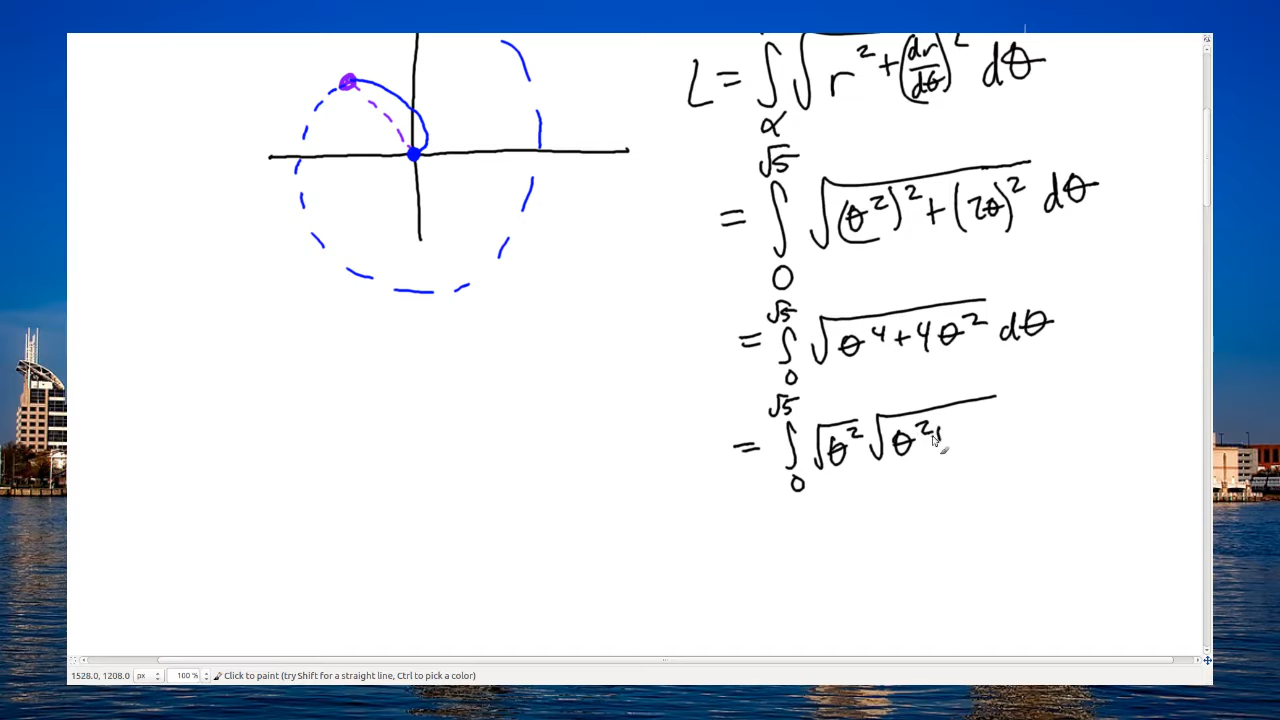 L = ∫ √ r² + (dr/dθ)² dθ
α
√5
= ∫ √(θ²)² + (2θ)² dθ
0
√5
= ∫ √θ⁴ + 4θ² dθ
0
√5
= ∫ √θ² √θ²
0
1528.0, 1208.0 px 100 % Click to paint (try Shift for a straight line, Ctrl to pick a color)